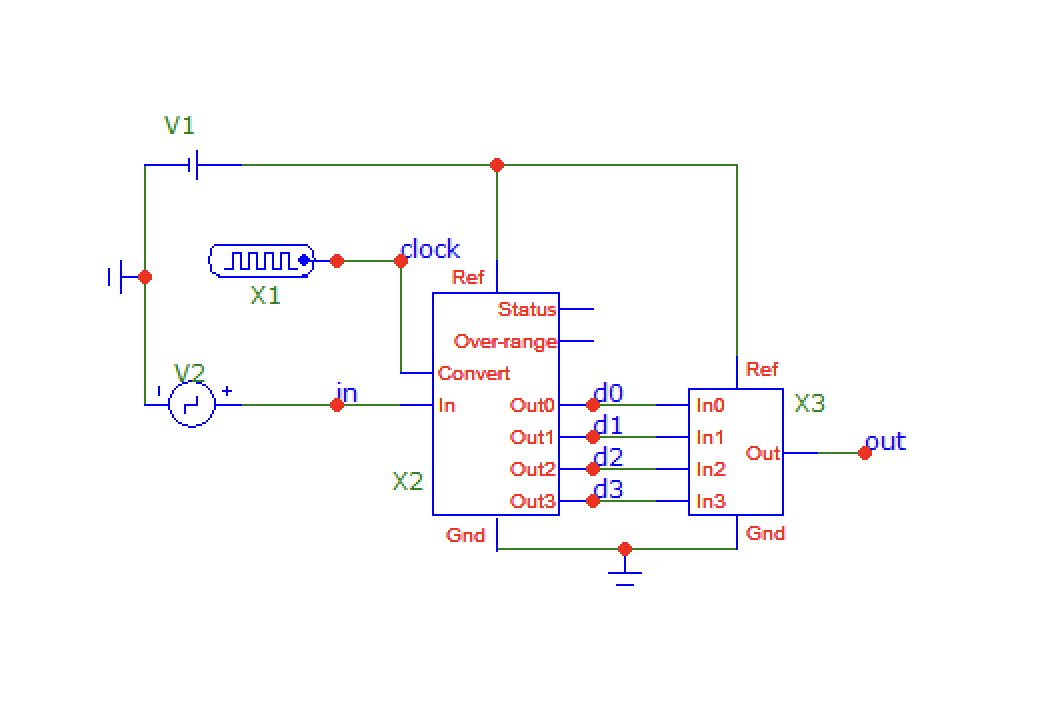 V1
clock
Ref
X1
Status
Over-range
Convert
Ref
V2
- +
in
In
Out0
d0
In0
X3
Out1
d1
In1
Out2
d2
In2
Out
out
X2
Out3
d3
In3
Gnd
Gnd